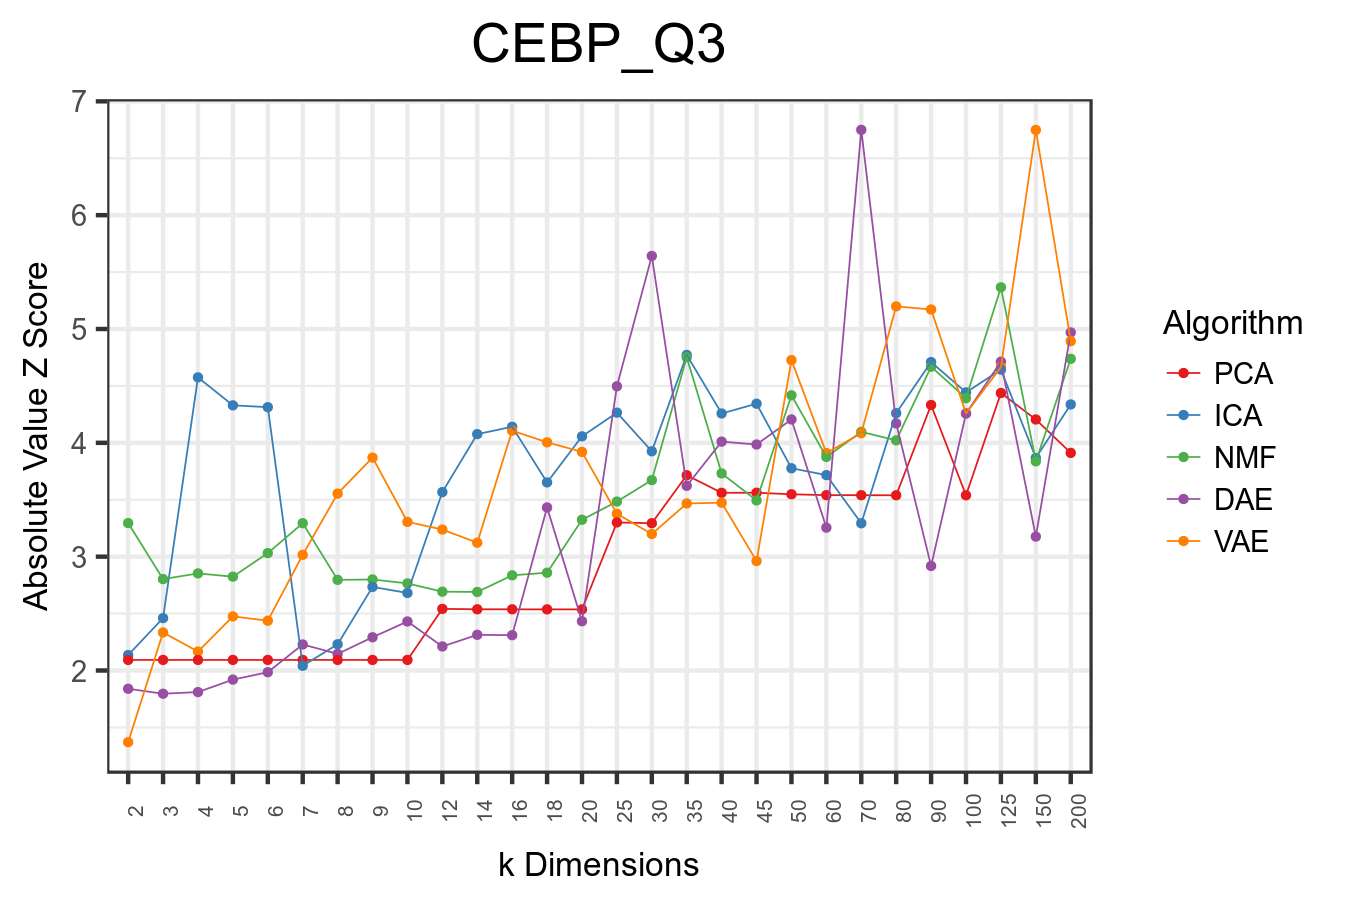 CEBP_Q3
Absolute Value Z Score
7
6
5
4
3
2
2 3 4 5 6 7 8 9 10 12 14 16 18 20 25 30 35 40 45 50 60 70 80 90 100 125 150 200
k Dimensions
Algorithm
PCA
ICA
NMF
DAE
VAE